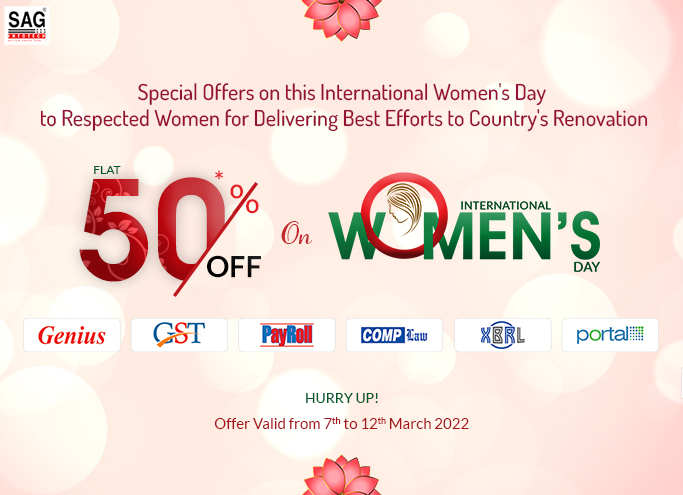 SAG
INFOTECH
Special Offers on this International Women's Day
to Respected Women for Delivering Best Efforts to Country's Renovation
FLAT
50*%
OFF
On
INTERNATIONAL
WOMEN'S
DAY
Genius
GST
PayRoll
COMP Law
XBRL
portal
HURRY UP!
Offer Valid from 7th to 12th March 2022